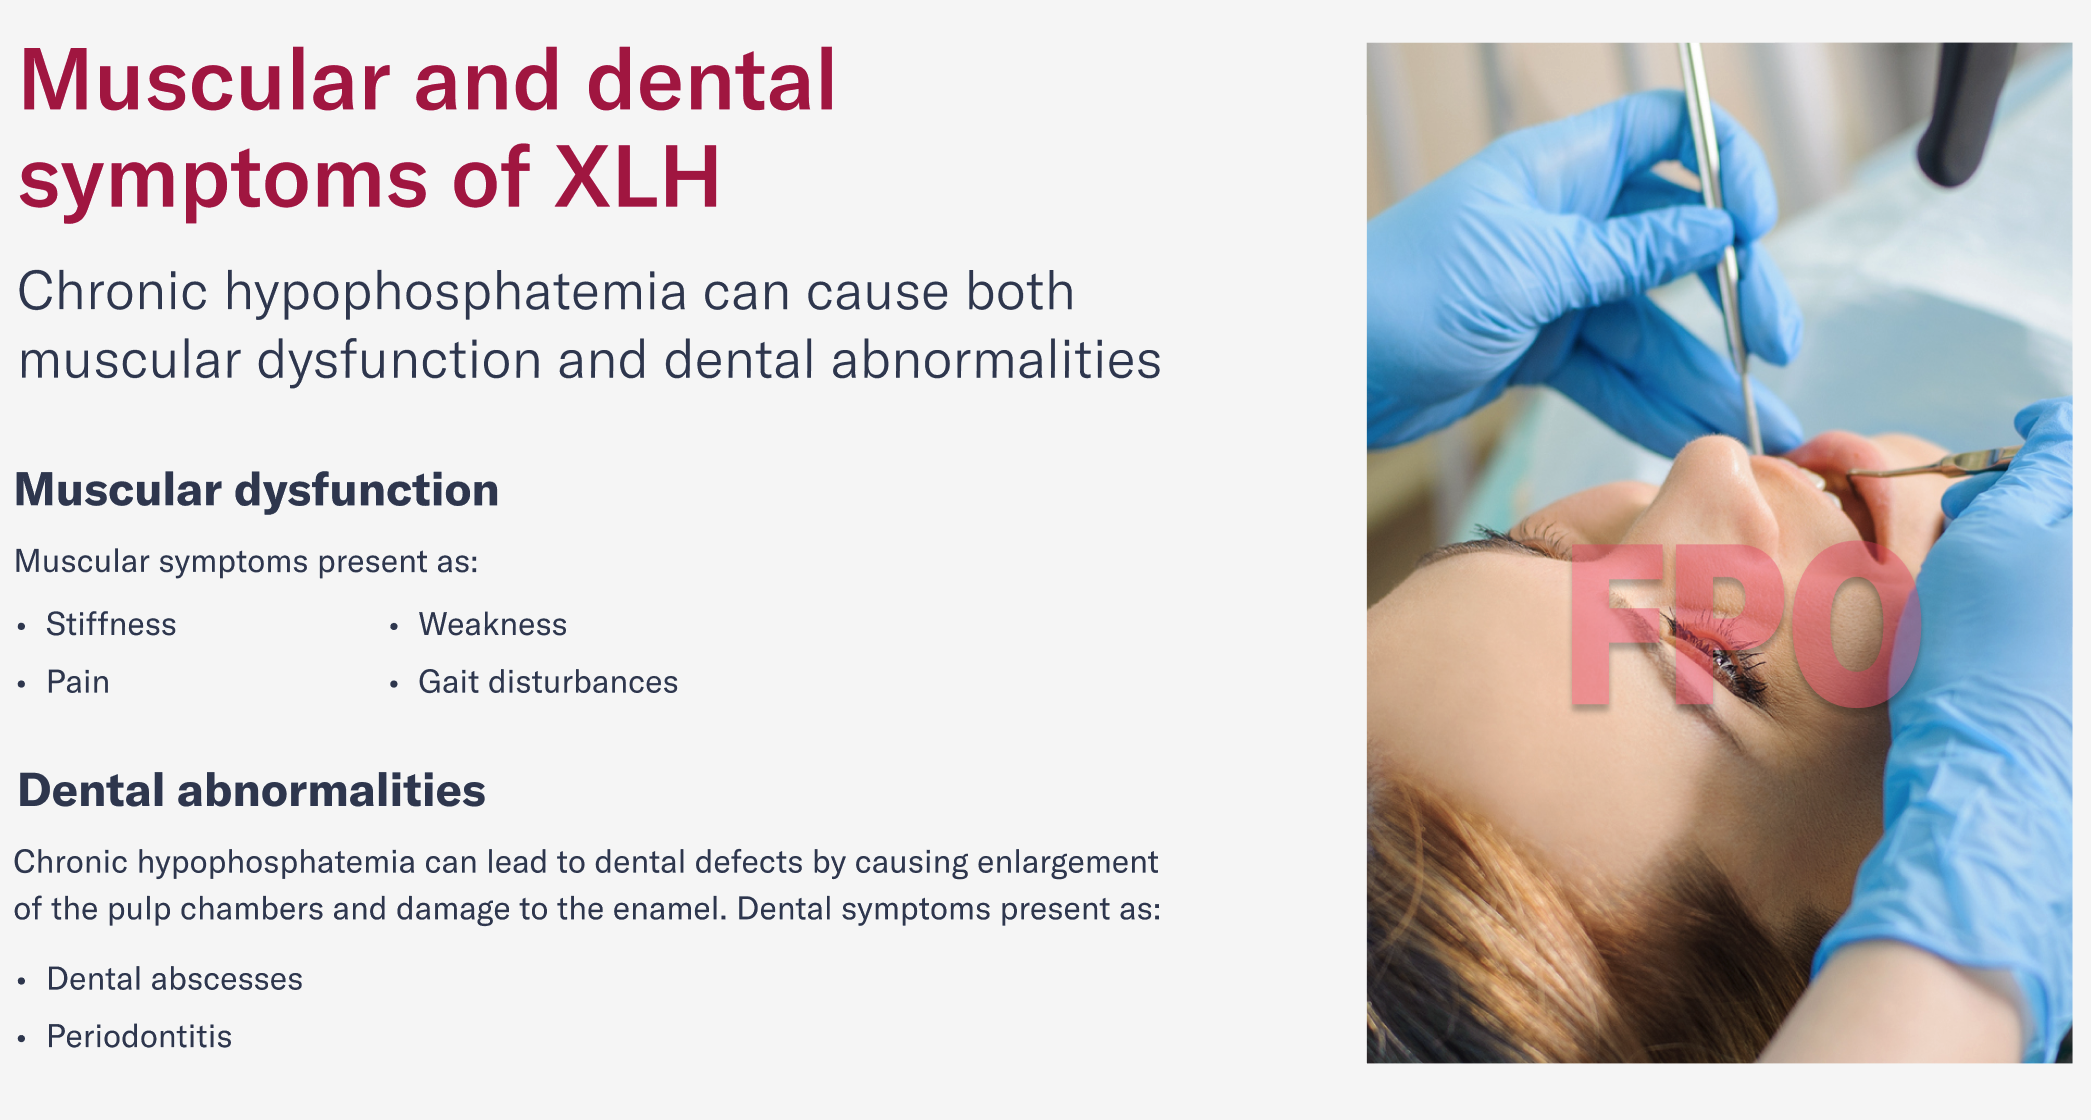 Muscular and dental
symptoms of XLH
Chronic hypophosphatemia can cause both
muscular dysfunction and dental abnormalities
Muscular dysfunction
Muscular symptoms present as:
• Stiffness
• Weakness
• Pain
• Gait disturbances
Dental abnormalities
Chronic hypophosphatemia can lead to dental defects by causing enlargement
of the pulp chambers and damage to the enamel. Dental symptoms present as:
• Dental abscesses
• Periodontitis
FPO